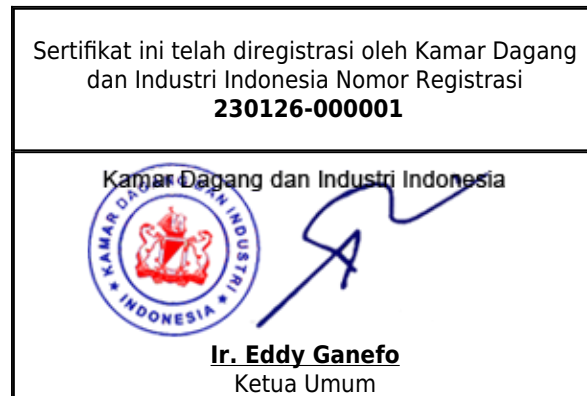 Sertifikat ini telah diregistrasi oleh Kamar Dagang
dan Industri Indonesia Nomor Registrasi
230126-000001
Kamar Dagang dan Industri Indonesia
KAMAR DAGANG DAN INDUSTRI
* INDONESIA *
Ir. Eddy Ganefo
Ketua Umum